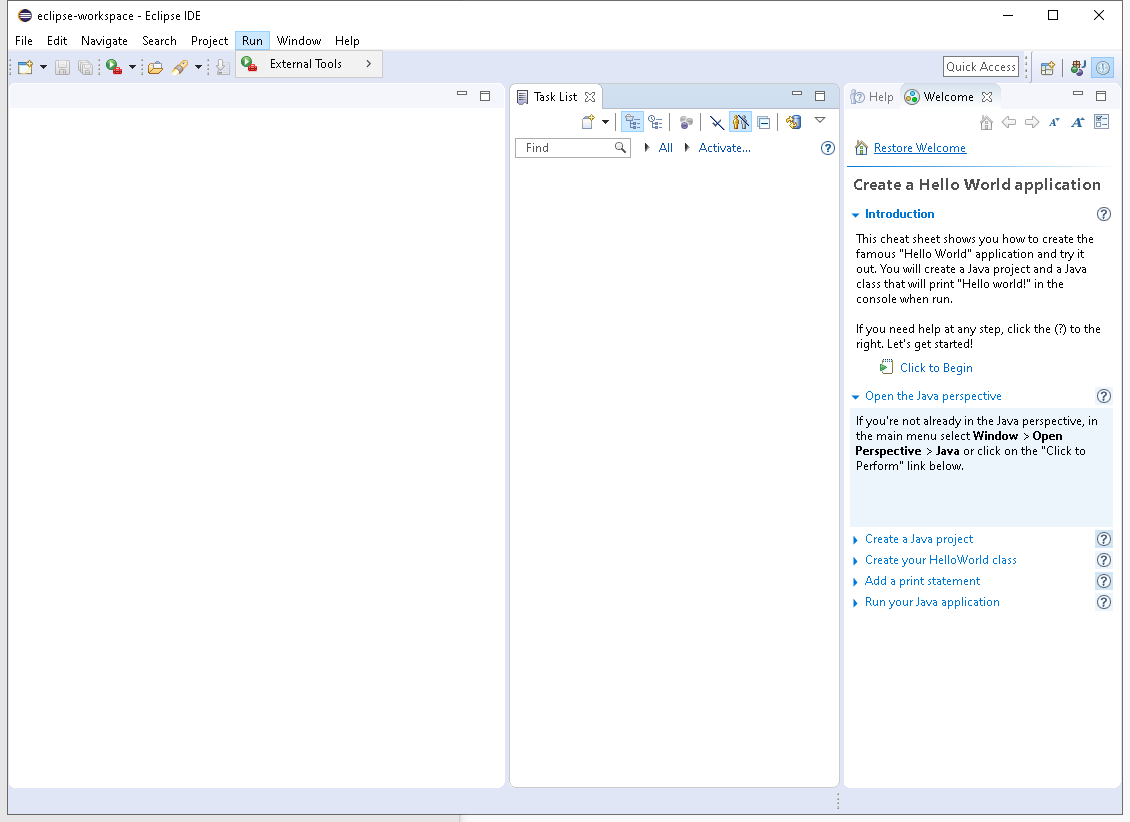 eclipse-workspace - Eclipse IDE
File Edit Navigate Search Project Run Window Help
External Tools
Quick Access
Task List
Find
All
Activate...
Help
Welcome
Restore Welcome
Create a Hello World application
Introduction
This cheat sheet shows you how to create the
famous "Hello World" application and try it
out. You will create a Java project and a Java
class that will print "Hello world!" in the
console when run.
If you need help at any step, click the (?) to the
right. Let's get started!
Click to Begin
Open the Java perspective
If you're not already in the Java perspective, in
the main menu select Window > Open
Perspective > Java or click on the "Click to
Perform" link below.
Create a Java project
Create your HelloWorld class
Add a print statement
Run your Java application